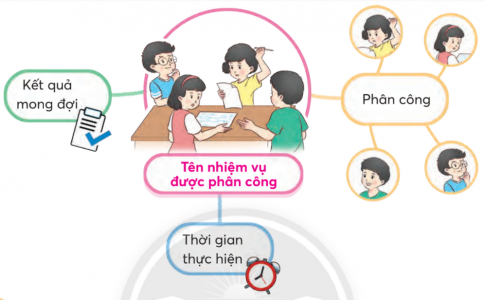 Kết quả
mong đợi
Phân công
Tên nhiệm vụ
được phân công
Thời gian
thực hiện